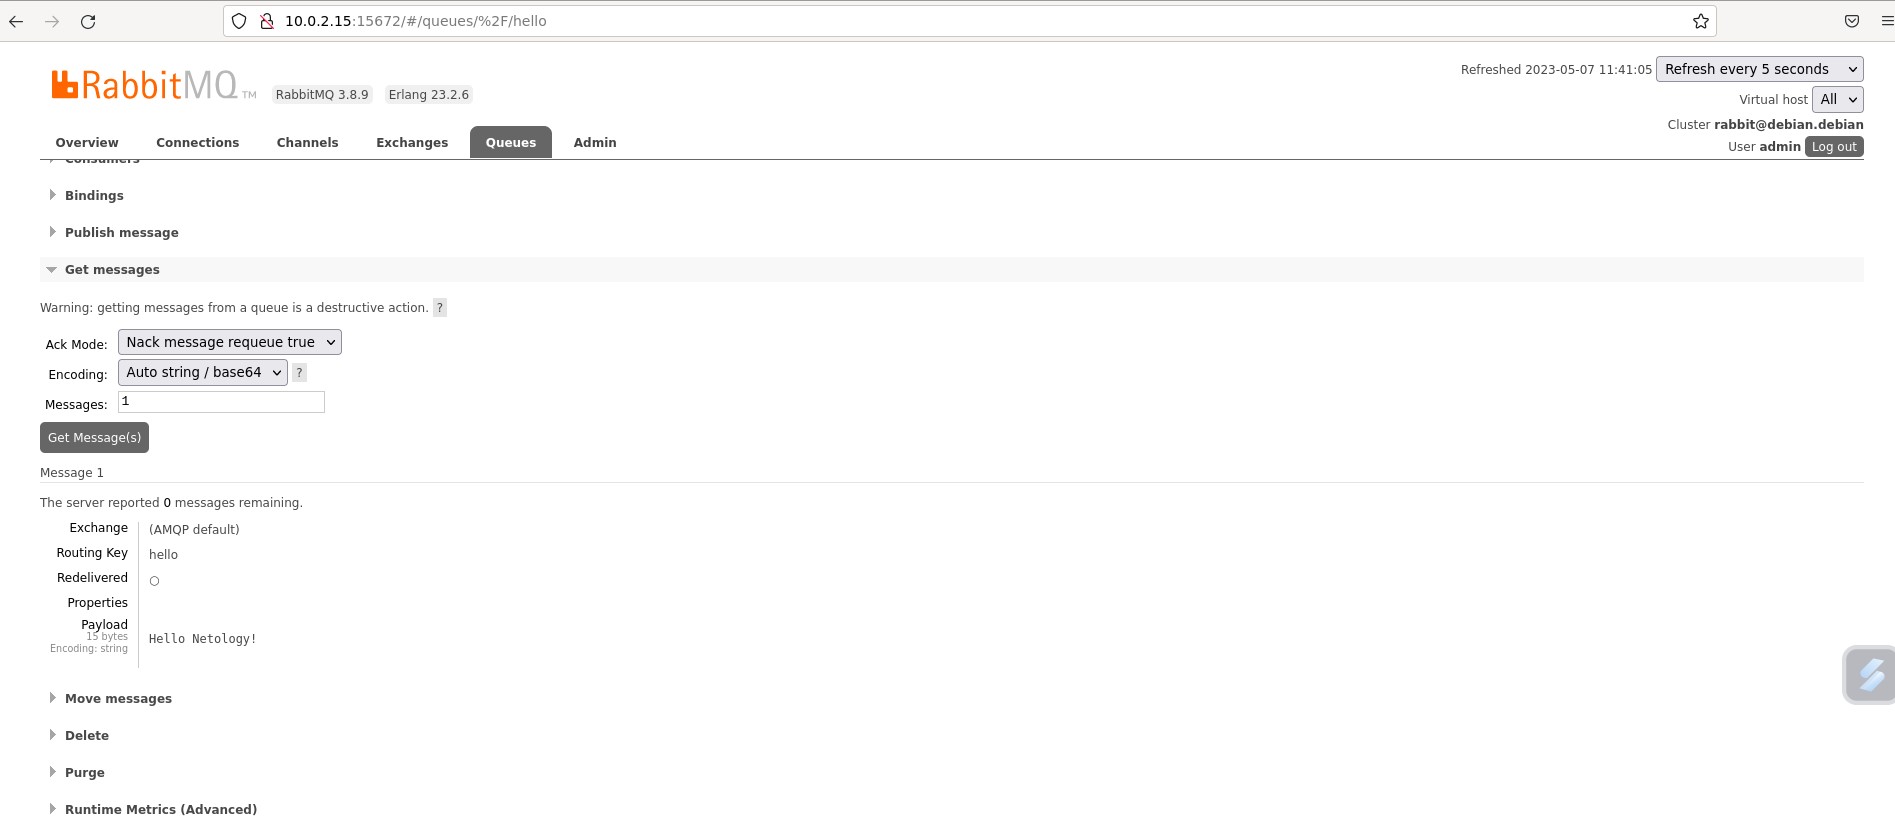 10.0.2.15:15672/#/queues/%2F/hello
RabbitMQ TM RabbitMQ 3.8.9 Erlang 23.2.6
Refreshed 2023-05-07 11:41:05 Refresh every 5 seconds
Virtual host All
Cluster rabbit@debian.debian
User admin Log out
Overview Connections Channels Exchanges Queues Admin
Consumers
Bindings
Publish message
Get messages
Warning: getting messages from a queue is a destructive action. ?
Ack Mode: Nack message requeue true
Encoding: Auto string / base64 ?
Messages: 1
Get Message(s)
Message 1
The server reported 0 messages remaining.
Exchange (AMQP default)
Routing Key hello
Redelivered ○
Properties
Payload
15 bytes
Encoding: string
Hello Netology!
Move messages
Delete
Purge
Runtime Metrics (Advanced)